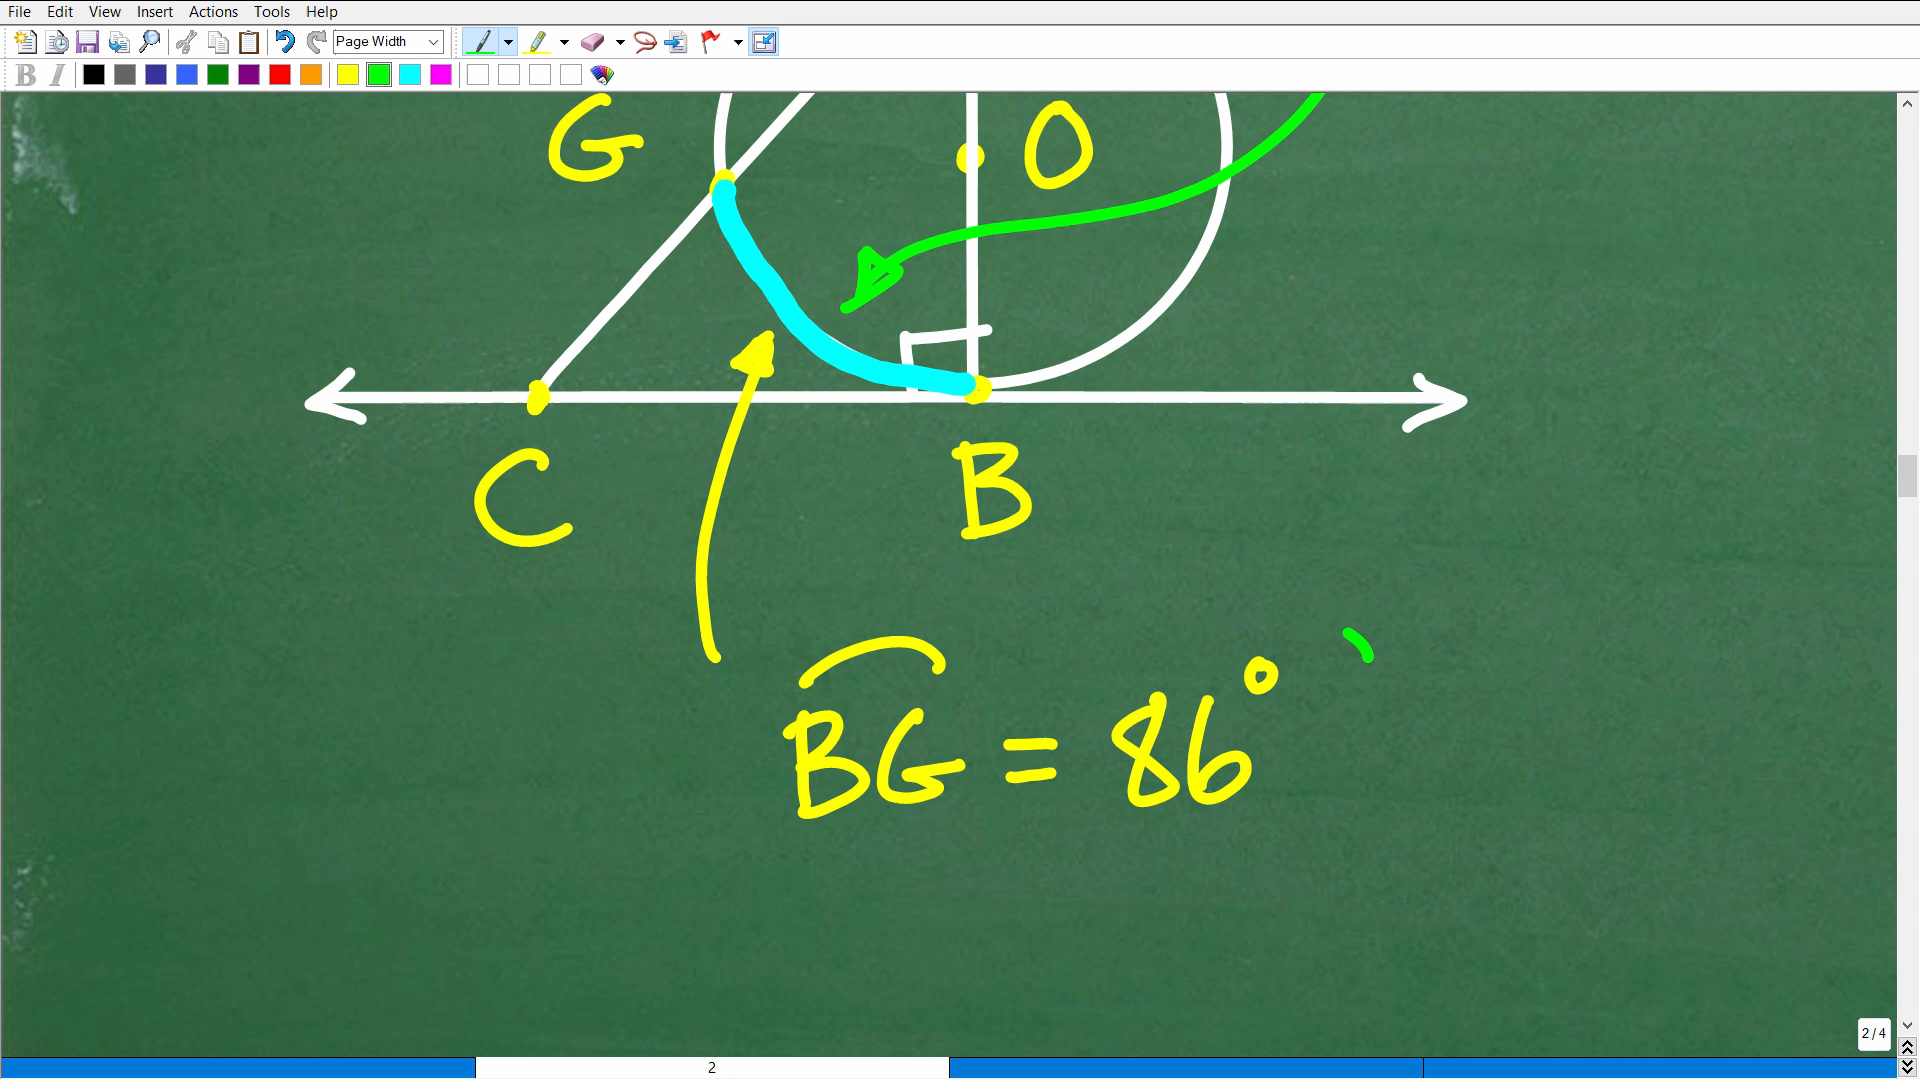 File Edit View Insert Actions Tools Help
Page Width
B I
G
O
C
B
BG = 86°
2 / 4
2